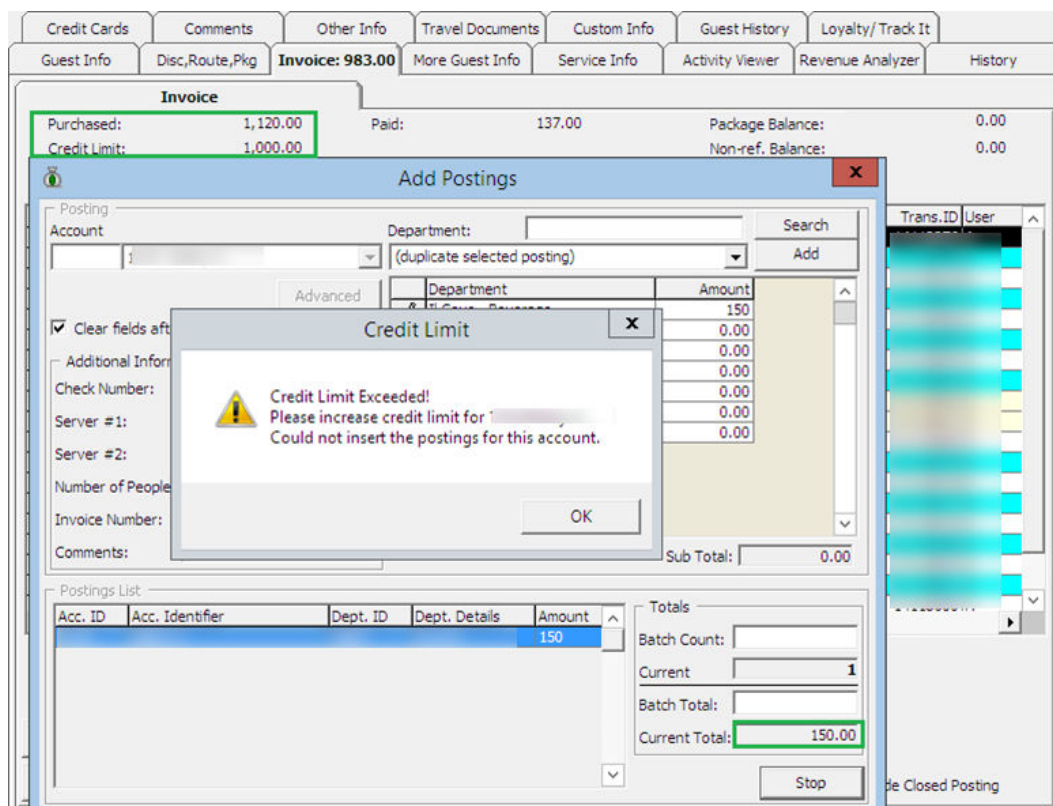 Credit Cards Comments Other Info Travel Documents Custom Info Guest History Loyalty/Track It
Guest Info Disc,Route,Pkg Invoice: 983.00 More Guest Info Service Info Activity Viewer Revenue Analyzer History
Invoice
Purchased: 1,120.00 Paid: 137.00 Package Balance: 0.00
Credit Limit: 1,000.00 Non-ref. Balance: 0.00
Add Postings x
Posting
Account Department: Search
(duplicate selected posting) Add
Trans.ID User
Advanced Department Amount
150
Clear fields aft 0.00
0.00
Additional Inform 0.00
Check Number: 0.00
Server #1: 0.00
Server #2: 0.00
Number of People
Invoice Number:
Comments: Sub Total: 0.00
Credit Limit x
Credit Limit Exceeded!
Please increase credit limit for
Could not insert the postings for this account.
OK
Postings List
Acc. ID Acc. Identifier Dept. ID Dept. Details Amount
150
Totals
Batch Count:
Current 1
Batch Total:
Current Total: 150.00
Stop
de Closed Posting